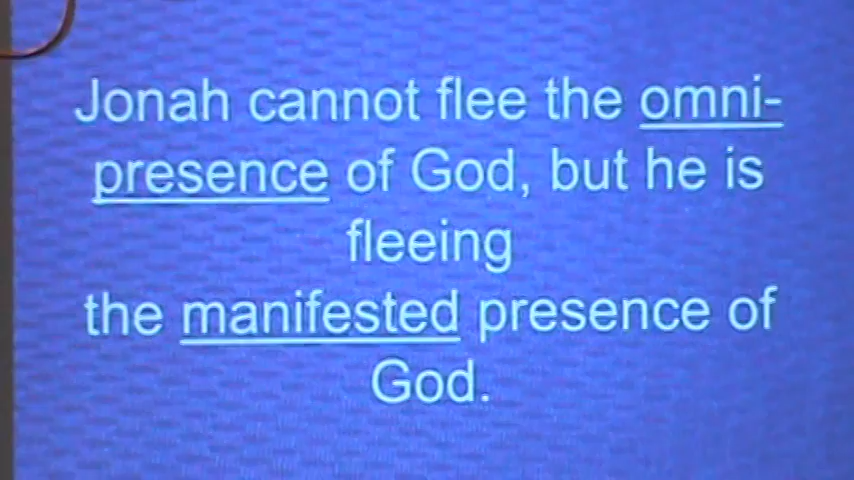 Jonah cannot flee the omni-
presence of God, but he is
fleeing
the manifested presence of
God.